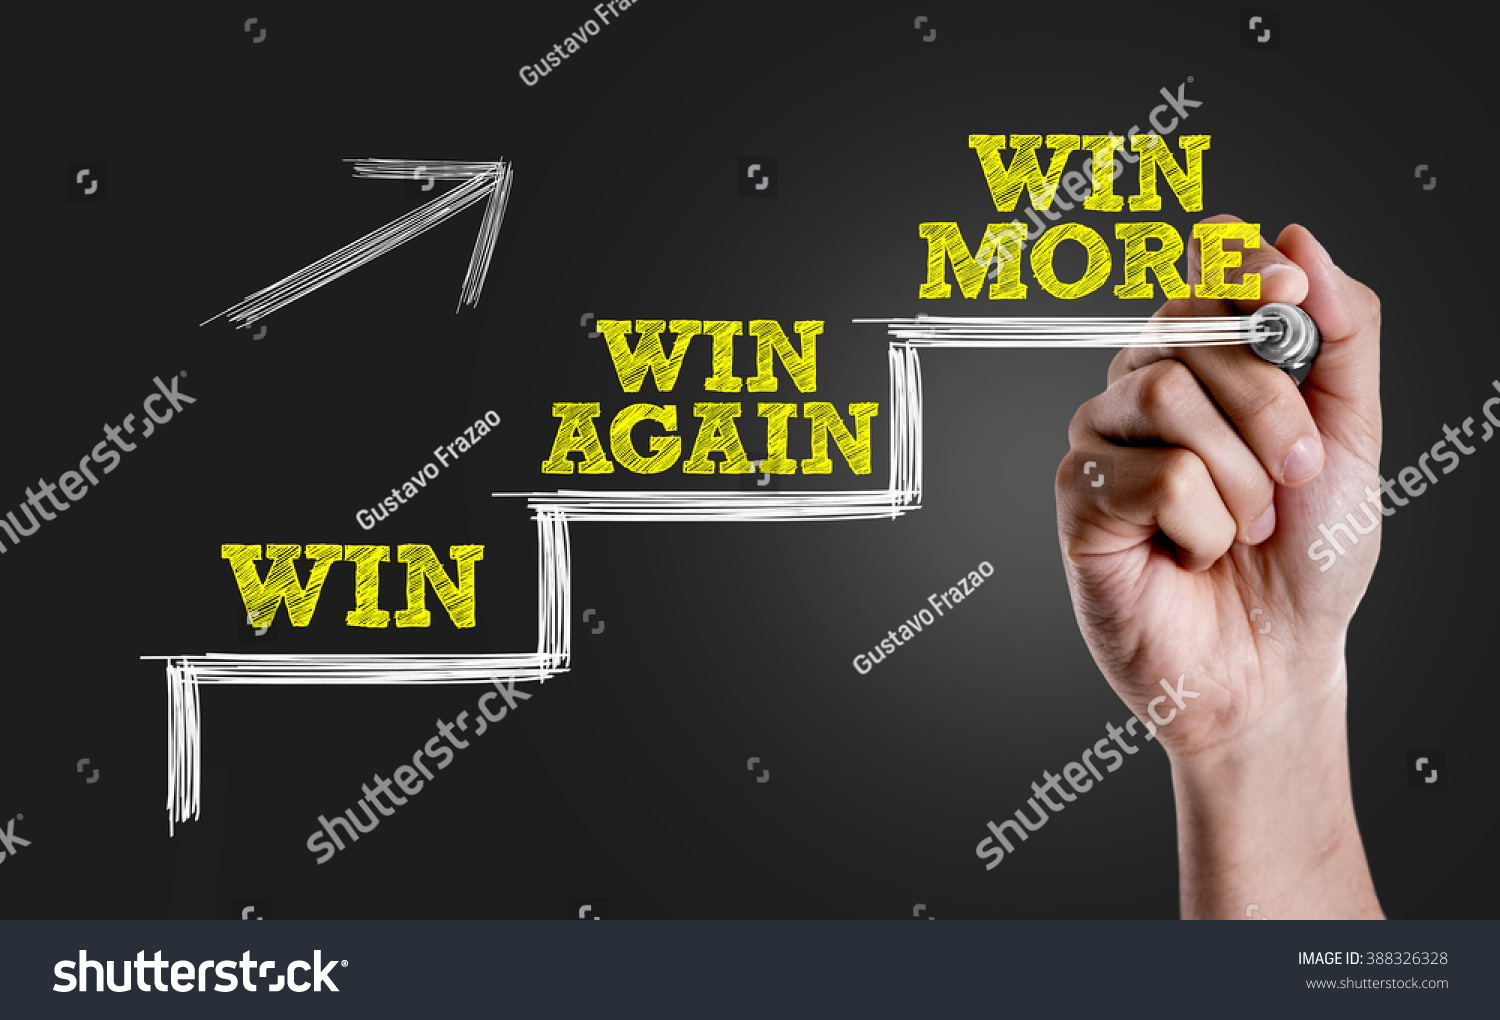 Gustavo Frazao
WIN
MORE
shutterstock
WIN
AGAIN
shutterstock
Gustavo Frazao
shutterstock
WIN
Gustavo Frazao
shutterstock
shutterstock
shutterstock
IMAGE ID: 388326328
www.shutterstock.com